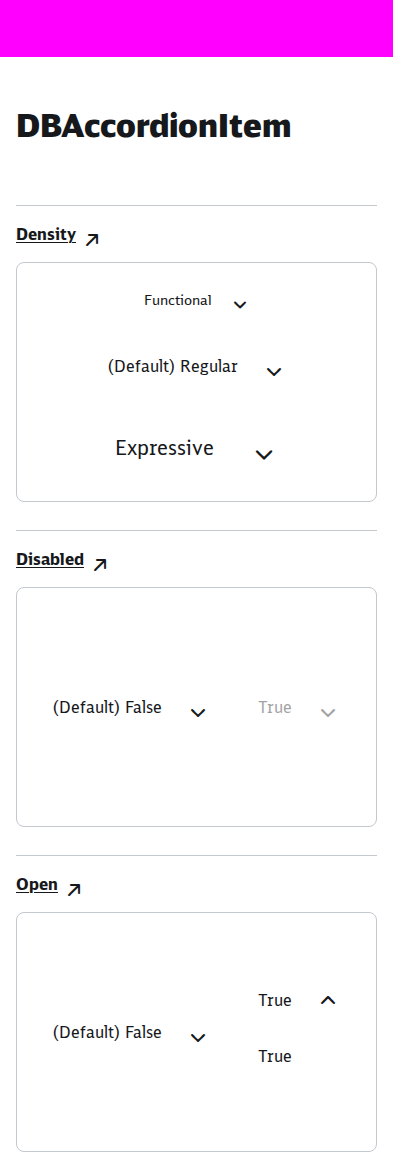 DBAccordionItem
Density
Functional
(Default) Regular
Expressive
Disabled
(Default) False
True
Open
(Default) False
True
True